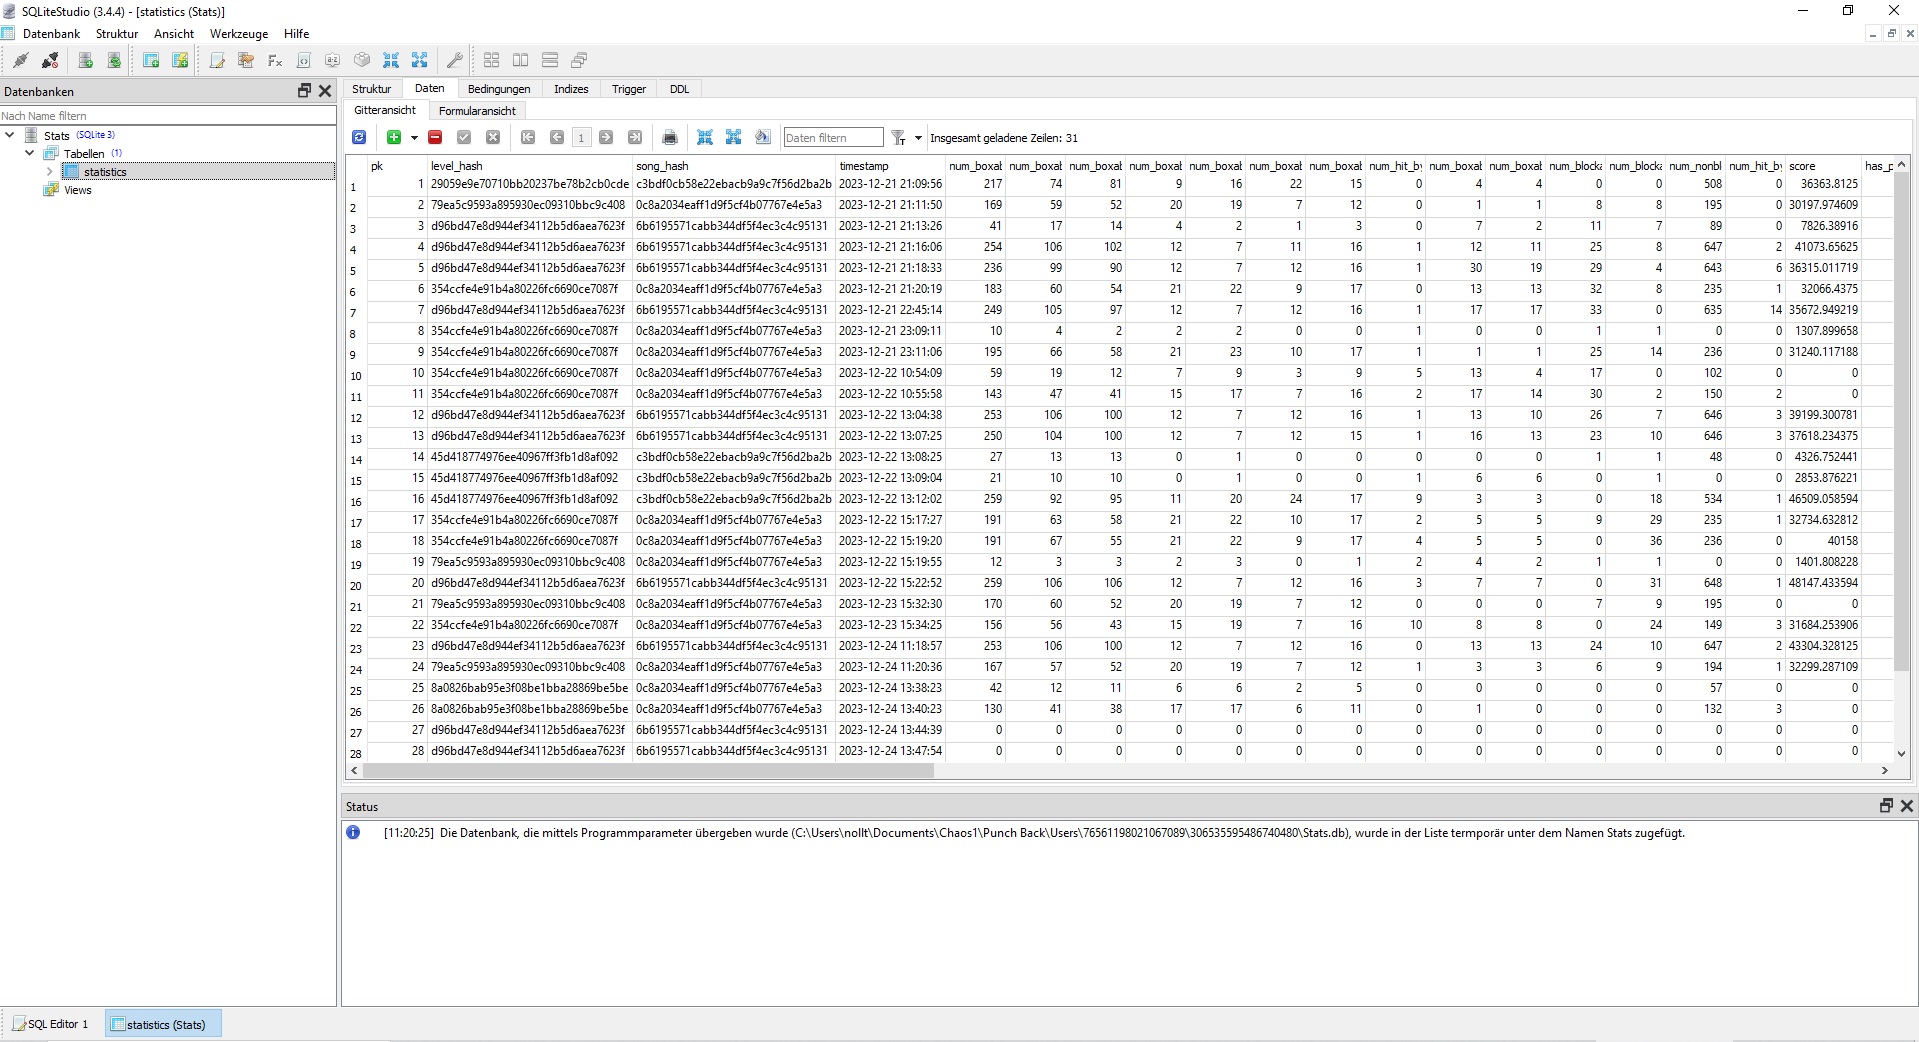 SQLiteStudio (3.4.4) - [statistics (Stats)]
Datenbank Struktur Ansicht Werkzeuge Hilfe
Datenbanken
Nach Name filtern
Stats (SQLite 3)
Tabellen (1)
statistics
Views
Struktur Daten Bedingungen Indizes Trigger DDL
Gitteransicht Formularansicht
1 Daten filtern Insgesamt geladene Zeilen: 31
pk level_hash song_hash timestamp num_boxal num_boxal num_boxal num_boxal num_boxal num_boxal num_boxal num_hit_by num_boxal num_boxal num_blocka num_blocka num_nonbl num_hit_by score has_p
1 1 29059e9e70710bb20237be78b2cb0cde c3bdf0cb58e22ebacb9a9c7f56d2ba2b 2023-12-21 21:09:56 217 74 81 9 16 22 15 0 4 4 0 0 508 0 36363.8125
2 2 79ea5c9593a895930ec09310bbc9c408 0c8a2034eaff1d9f5cf4b07767e4e5a3 2023-12-21 21:11:50 169 59 52 20 19 7 12 0 1 1 8 8 195 0 30197.974609
3 3 d96bd47e8d944ef34112b5d6aea7623f 6b6195571cabb344df5f4ec3c4c95131 2023-12-21 21:13:26 41 17 14 4 2 1 3 0 7 2 11 7 89 0 7826.38916
4 4 d96bd47e8d944ef34112b5d6aea7623f 6b6195571cabb344df5f4ec3c4c95131 2023-12-21 21:16:06 254 106 102 12 7 11 16 1 12 11 25 8 647 2 41073.65625
5 5 d96bd47e8d944ef34112b5d6aea7623f 6b6195571cabb344df5f4ec3c4c95131 2023-12-21 21:18:33 236 99 90 12 7 12 16 1 30 19 29 4 643 6 36315.011719
6 6 354ccfe4e91b4a80226fc6690ce7087f 0c8a2034eaff1d9f5cf4b07767e4e5a3 2023-12-21 21:20:19 183 60 54 21 22 9 17 0 13 13 32 8 235 1 32066.4375
7 7 d96bd47e8d944ef34112b5d6aea7623f 6b6195571cabb344df5f4ec3c4c95131 2023-12-21 22:45:14 249 105 97 12 7 12 16 1 17 17 33 0 635 14 35672.949219
8 8 354ccfe4e91b4a80226fc6690ce7087f 0c8a2034eaff1d9f5cf4b07767e4e5a3 2023-12-21 23:09:11 10 4 2 2 2 0 0 1 0 0 1 1 0 0 1307.899658
9 9 354ccfe4e91b4a80226fc6690ce7087f 0c8a2034eaff1d9f5cf4b07767e4e5a3 2023-12-21 23:11:06 195 66 58 21 23 10 17 1 1 1 25 14 236 0 31240.117188
10 10 354ccfe4e91b4a80226fc6690ce7087f 0c8a2034eaff1d9f5cf4b07767e4e5a3 2023-12-22 10:54:09 59 19 12 7 9 3 9 5 13 4 17 0 102 0 0
11 11 354ccfe4e91b4a80226fc6690ce7087f 0c8a2034eaff1d9f5cf4b07767e4e5a3 2023-12-22 10:55:58 143 47 41 15 17 7 16 2 17 14 30 2 150 2 0
12 12 d96bd47e8d944ef34112b5d6aea7623f 6b6195571cabb344df5f4ec3c4c95131 2023-12-22 13:04:38 253 106 100 12 7 12 16 1 13 10 26 7 646 3 39199.300781
13 13 d96bd47e8d944ef34112b5d6aea7623f 6b6195571cabb344df5f4ec3c4c95131 2023-12-22 13:07:25 250 104 100 12 7 12 15 1 16 13 23 10 646 3 37618.234375
14 14 45d418774976ee40967ff3fb1d8af092 c3bdf0cb58e22ebacb9a9c7f56d2ba2b 2023-12-22 13:08:25 27 13 13 0 1 0 0 0 0 0 1 1 48 0 4326.752441
15 15 45d418774976ee40967ff3fb1d8af092 c3bdf0cb58e22ebacb9a9c7f56d2ba2b 2023-12-22 13:09:04 21 10 10 0 1 0 0 1 6 6 0 1 0 0 2853.876221
16 16 45d418774976ee40967ff3fb1d8af092 c3bdf0cb58e22ebacb9a9c7f56d2ba2b 2023-12-22 13:12:02 259 92 95 11 20 24 17 9 3 3 0 18 534 1 46509.058594
17 17 354ccfe4e91b4a80226fc6690ce7087f 0c8a2034eaff1d9f5cf4b07767e4e5a3 2023-12-22 15:17:27 191 63 58 21 22 10 17 2 5 5 9 29 235 1 32734.632812
18 18 354ccfe4e91b4a80226fc6690ce7087f 0c8a2034eaff1d9f5cf4b07767e4e5a3 2023-12-22 15:19:20 191 67 55 21 22 9 17 4 5 5 0 36 236 0 40158
19 19 79ea5c9593a895930ec09310bbc9c408 0c8a2034eaff1d9f5cf4b07767e4e5a3 2023-12-22 15:19:55 12 3 3 2 3 0 1 2 4 2 1 1 0 0 1401.808228
20 20 d96bd47e8d944ef34112b5d6aea7623f 6b6195571cabb344df5f4ec3c4c95131 2023-12-22 15:22:52 259 106 106 12 7 12 16 3 7 7 0 31 648 1 48147.433594
21 21 79ea5c9593a895930ec09310bbc9c408 0c8a2034eaff1d9f5cf4b07767e4e5a3 2023-12-23 15:32:30 170 60 52 20 19 7 12 0 0 0 7 9 195 0 0
22 22 354ccfe4e91b4a80226fc6690ce7087f 0c8a2034eaff1d9f5cf4b07767e4e5a3 2023-12-23 15:34:25 156 56 43 15 19 7 16 10 8 8 0 24 149 3 31684.253906
23 23 d96bd47e8d944ef34112b5d6aea7623f 6b6195571cabb344df5f4ec3c4c95131 2023-12-24 11:18:57 253 106 100 12 7 12 16 0 13 13 24 10 647 2 43304.328125
24 24 79ea5c9593a895930ec09310bbc9c408 0c8a2034eaff1d9f5cf4b07767e4e5a3 2023-12-24 11:20:36 167 57 52 20 19 7 12 1 3 3 6 9 194 1 32299.287109
25 25 8a0826bab95e3f08be1bba28869be5be 0c8a2034eaff1d9f5cf4b07767e4e5a3 2023-12-24 13:38:23 42 12 11 6 6 2 5 0 0 0 0 0 57 0 0
26 26 8a0826bab95e3f08be1bba28869be5be 0c8a2034eaff1d9f5cf4b07767e4e5a3 2023-12-24 13:40:23 130 41 38 17 17 6 11 0 1 0 0 0 132 3 0
27 27 d96bd47e8d944ef34112b5d6aea7623f 6b6195571cabb344df5f4ec3c4c95131 2023-12-24 13:44:39 0 0 0 0 0 0 0 0 0 0 0 0 0 0 0
28 28 d96bd47e8d944ef34112b5d6aea7623f 6b6195571cabb344df5f4ec3c4c95131 2023-12-24 13:47:54 0 0 0 0 0 0 0 0 0 0 0 0 0 0 0
Status
[11:20:25] Die Datenbank, die mittels Programmparameter übergeben wurde (C:\Users\nollt\Documents\Chaos1\Punch Back\Users\76561198021067089\306535595486740480\Stats.db), wurde in der Liste termporär unter dem Namen Stats zugefügt.
SQL Editor 1 statistics (Stats)